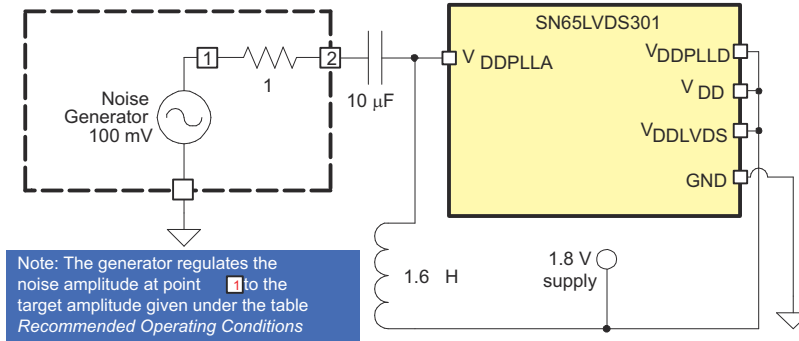 SN65LVDS301
1
1
2
10 μF
V DDPLLA
VDDPLLD
V DD
VDDLVDS
GND
Noise
Generator
100 mV
1.6 H
1.8 V
supply
Note: The generator regulates the
noise amplitude at point 1 to the
target amplitude given under the table
Recommended Operating Conditions